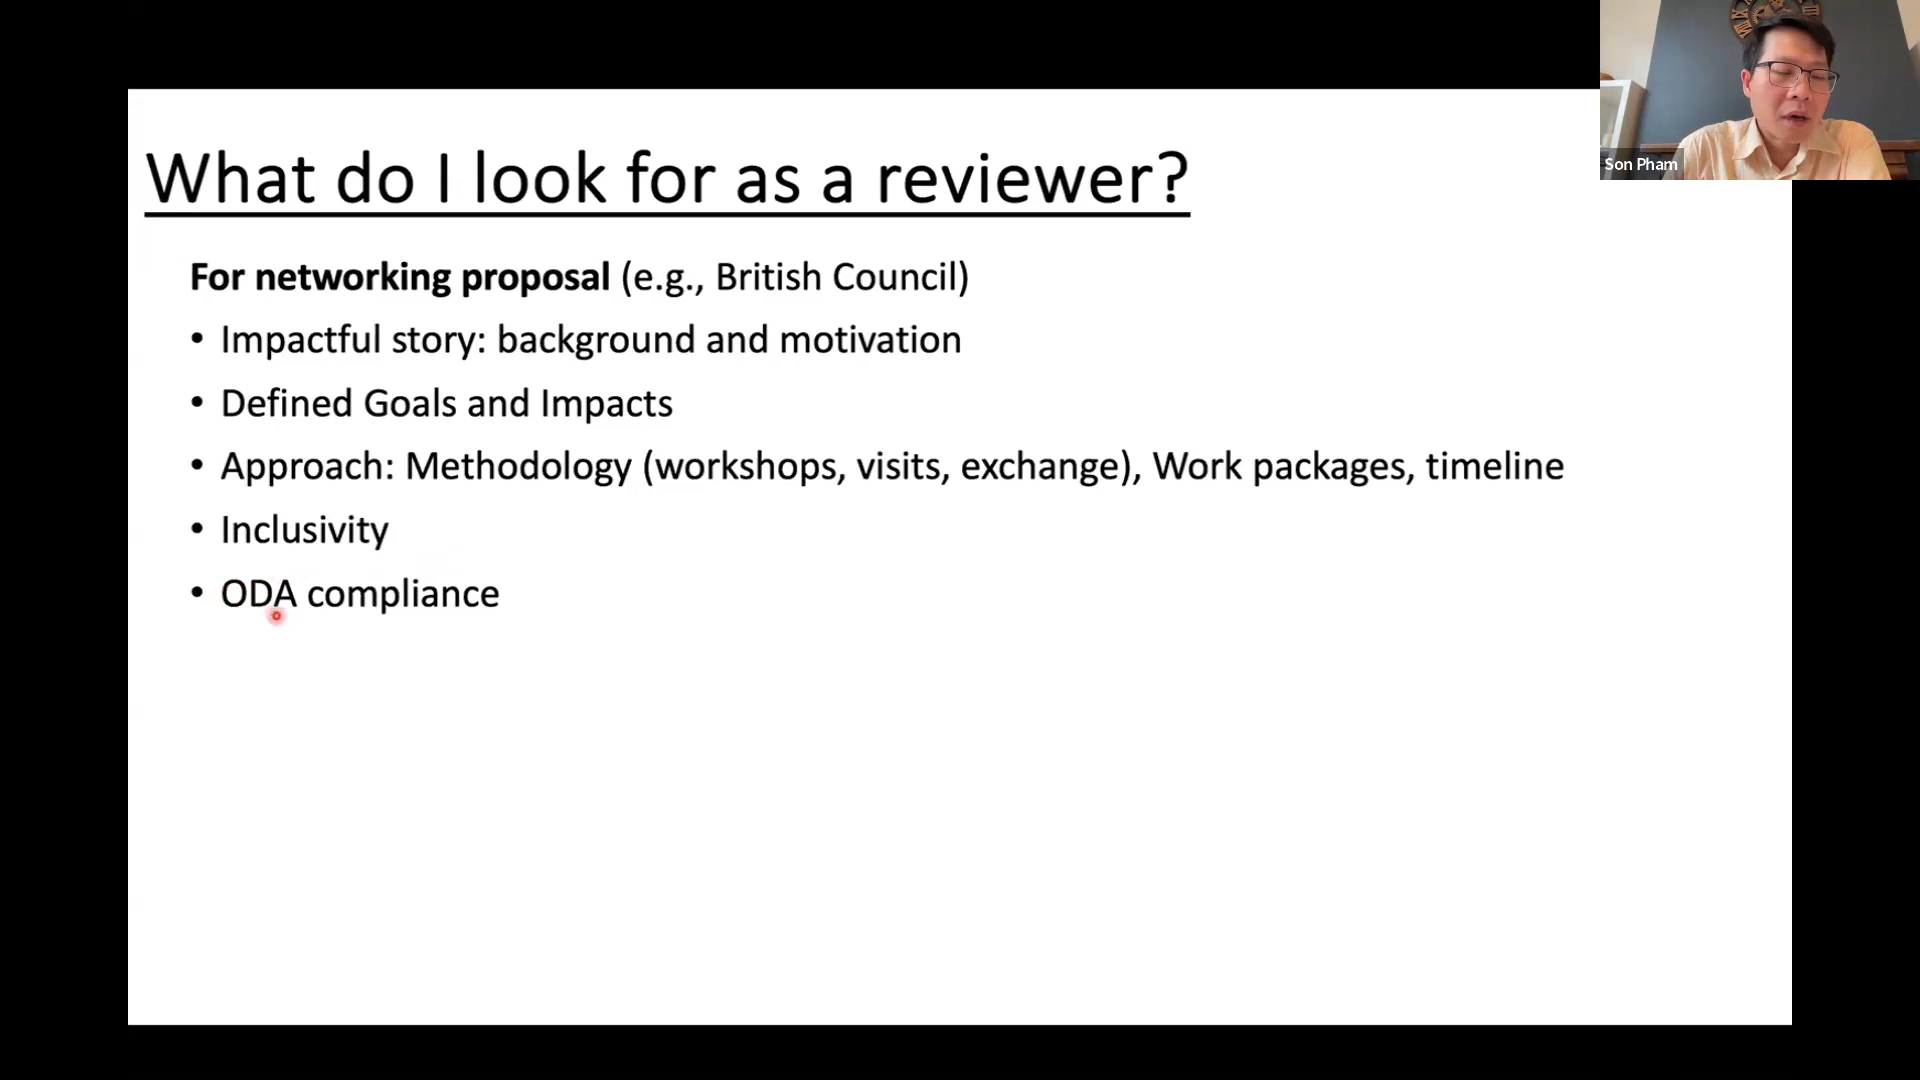 What do I look for as a reviewer?
Son Pham
For networking proposal (e.g., British Council)
• Impactful story: background and motivation
• Defined Goals and Impacts
• Approach: Methodology (workshops, visits, exchange), Work packages, timeline
• Inclusivity
• ODA compliance